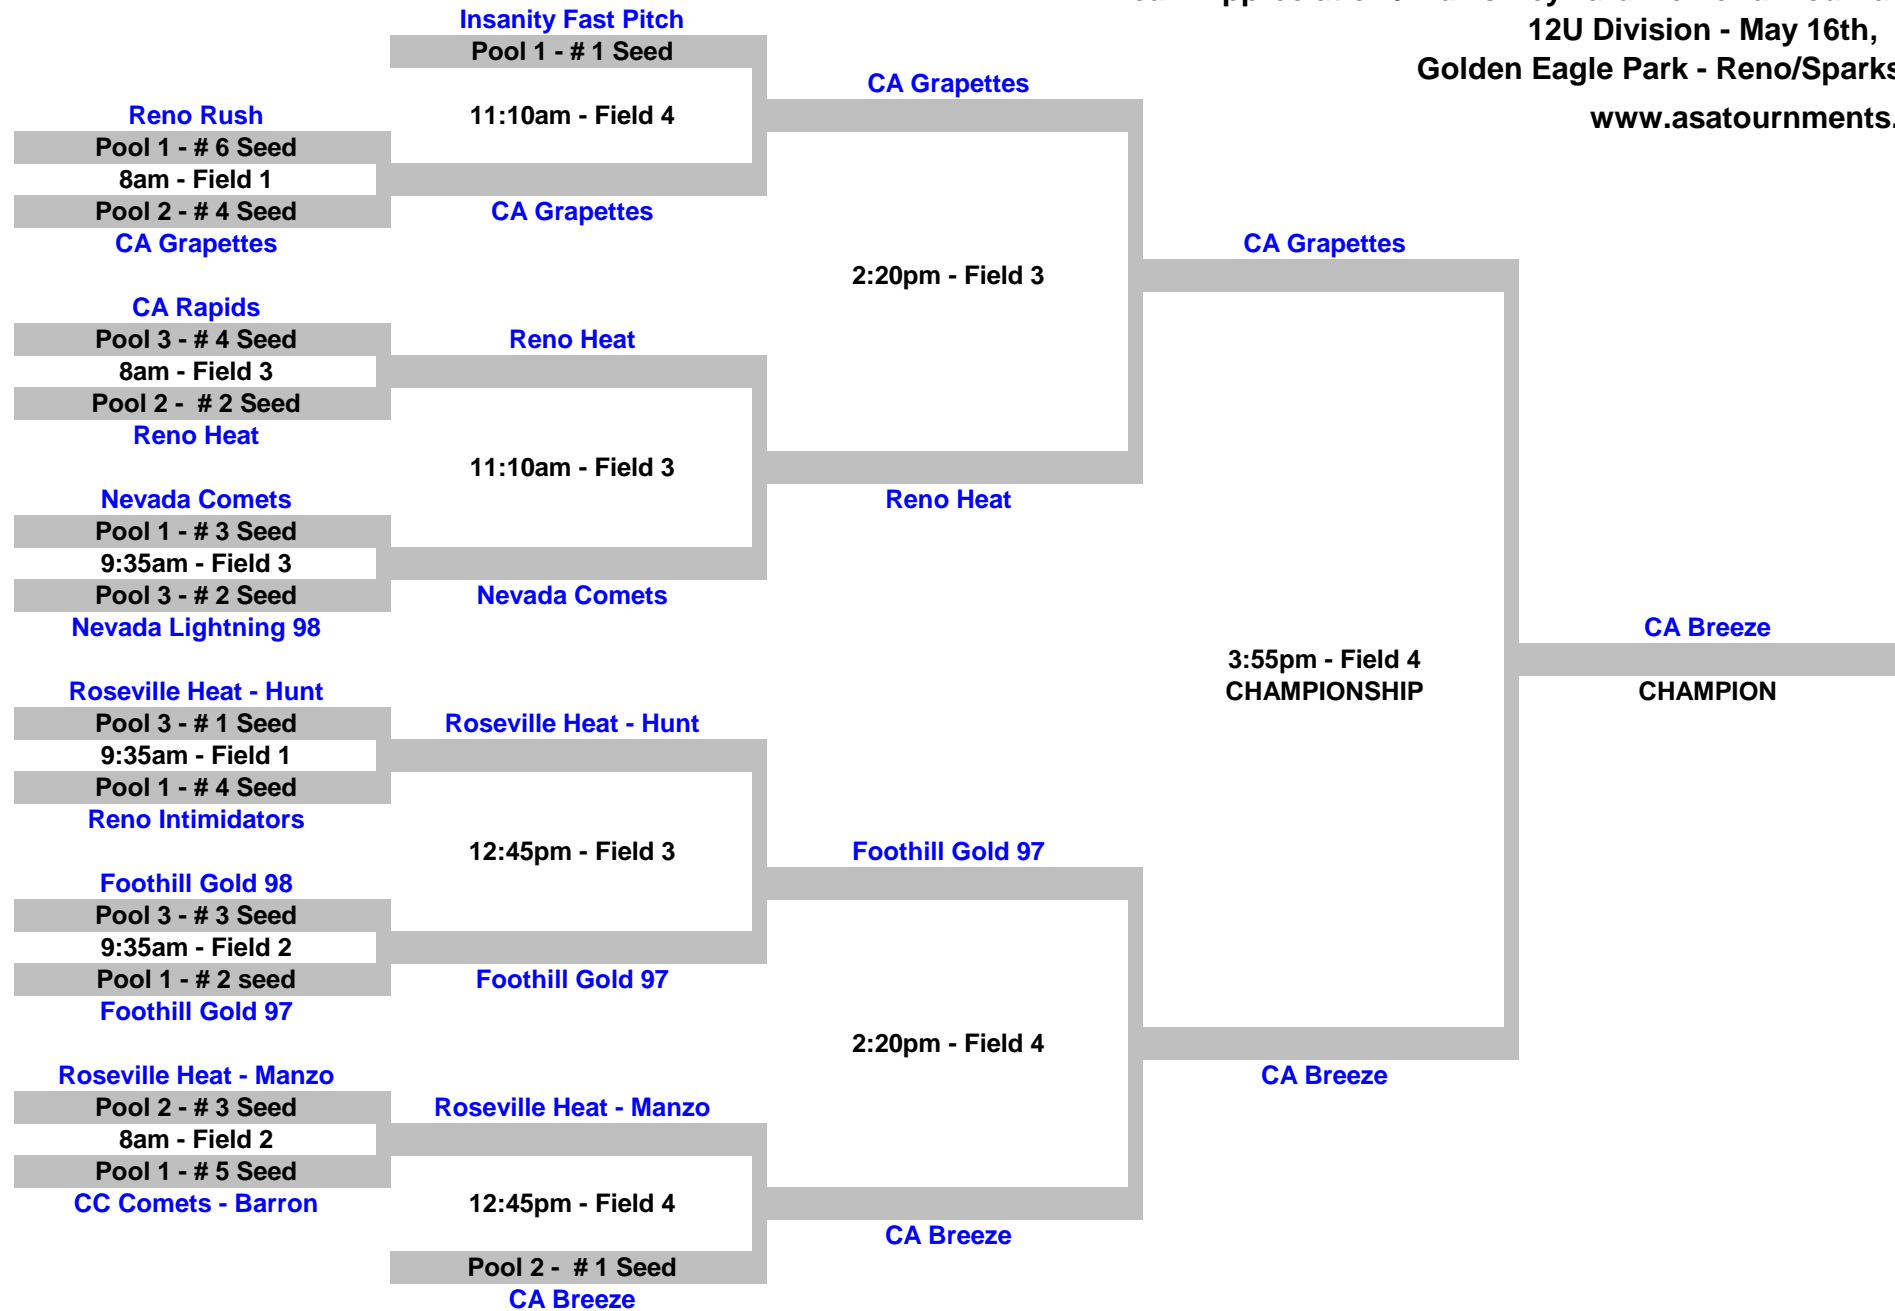 12U Division - May 16th,
Golden Eagle Park - Reno/Sparks
www.asatournments.
Insanity Fast Pitch
Pool 1 - # 1 Seed
11:10am - Field 4
Reno Rush
Pool 1 - # 6 Seed
8am - Field 1
Pool 2 - # 4 Seed
CA Grapettes
CA Grapettes
CA Grapettes
CA Rapids
Pool 3 - # 4 Seed
8am - Field 3
Pool 2 - # 2 Seed
Reno Heat
Reno Heat
11:10am - Field 3
Nevada Comets
Pool 1 - # 3 Seed
9:35am - Field 3
Pool 3 - # 2 Seed
Nevada Lightning 98
Nevada Comets
2:20pm - Field 3
Reno Heat
CA Grapettes
Roseville Heat - Hunt
Pool 3 - # 1 Seed
9:35am - Field 1
Pool 1 - # 4 Seed
Reno Intimidators
Roseville Heat - Hunt
12:45pm - Field 3
Foothill Gold 98
Pool 3 - # 3 Seed
9:35am - Field 2
Pool 1 - # 2 seed
Foothill Gold 97
Foothill Gold 97
Foothill Gold 97
2:20pm - Field 4
Roseville Heat - Manzo
Pool 2 - # 3 Seed
8am - Field 2
Pool 1 - # 5 Seed
CC Comets - Barron
Roseville Heat - Manzo
12:45pm - Field 4
Pool 2 - # 1 Seed
CA Breeze
CA Breeze
CA Breeze
3:55pm - Field 4
CHAMPIONSHIP
CA Breeze
CHAMPION